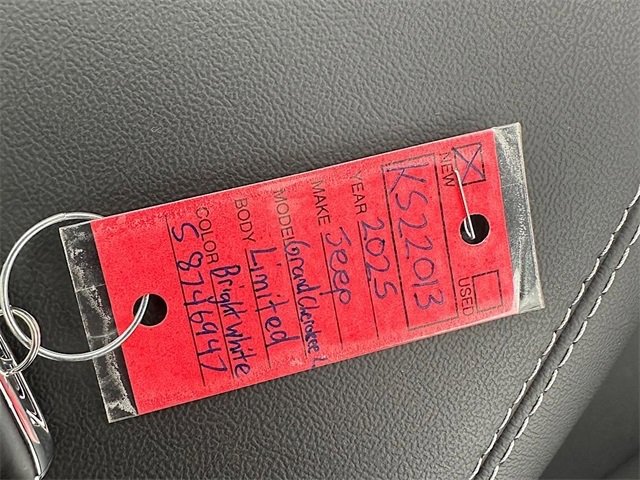 NEW X USED
KS22013
YEAR 2025
MAKE Jeep
MODEL Grand Cherokee L
BODY Limited
COLOR Bright White
S 8746947